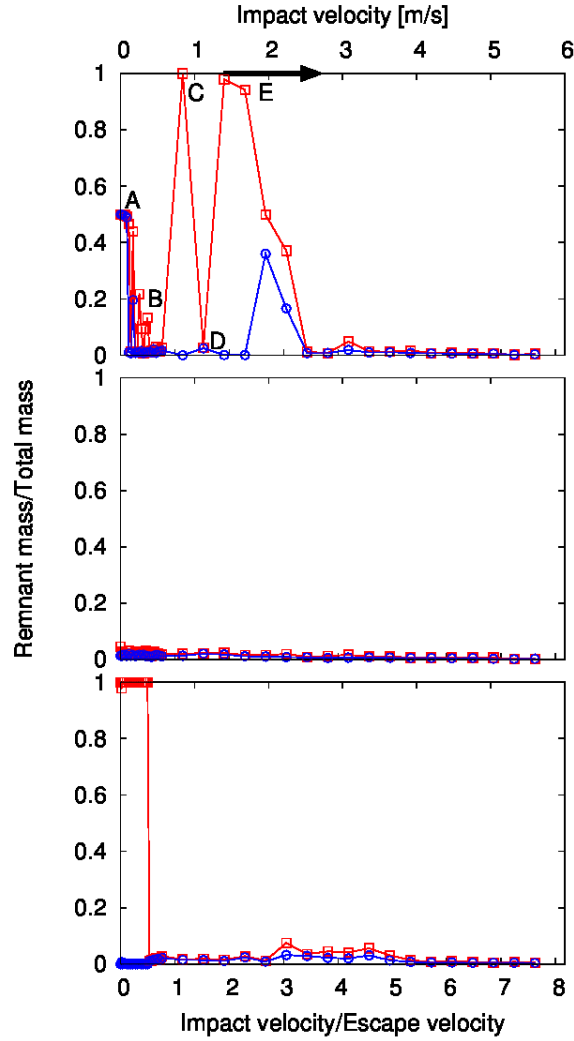 Impact velocity [m/s]
0 1 2 3 4 5 6
1
0.8
0.6
0.4
0.2
0
A
B
C
D
E
1
0.8
0.6
0.4
0.2
0
1
0.8
0.6
0.4
0.2
0
Remnant mass/Total mass
0 1 2 3 4 5 6 7 8
Impact velocity/Escape velocity